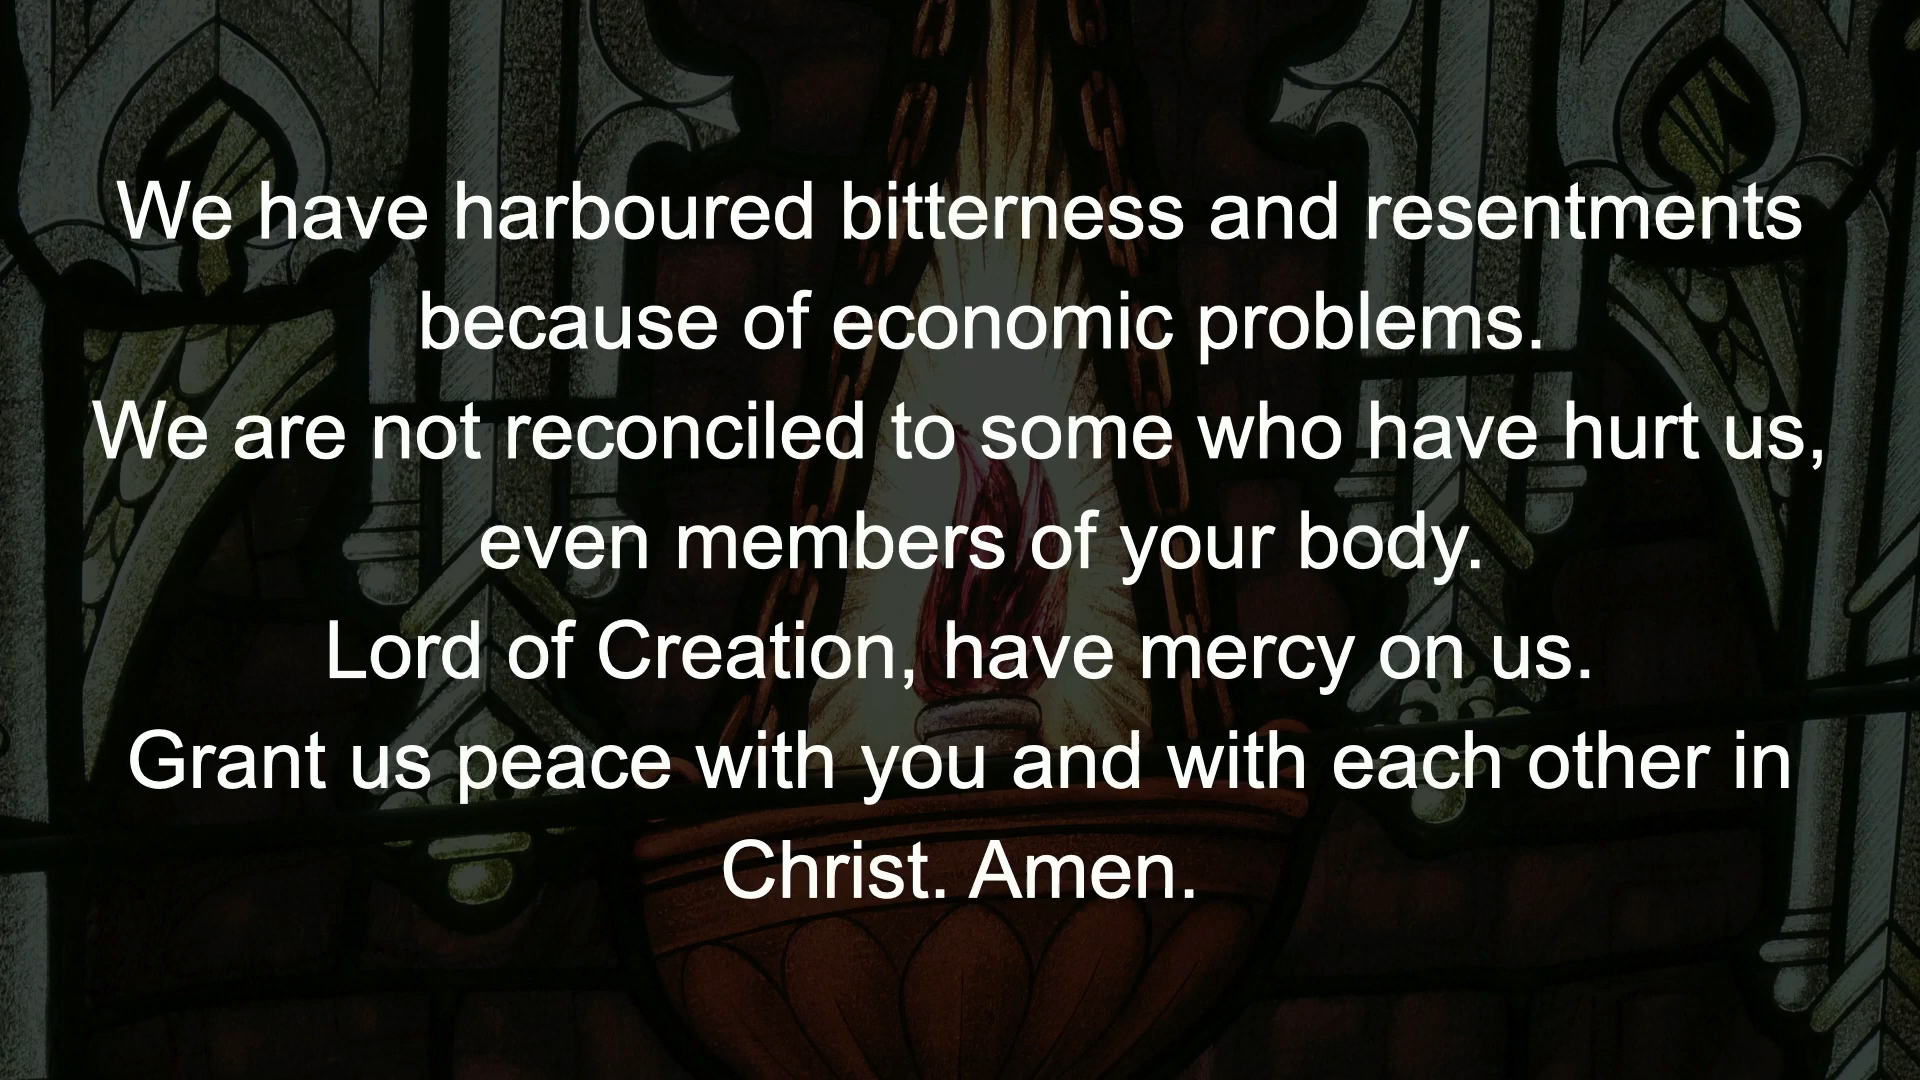 We have harboured bitterness and resentments
because of economic problems.
We are not reconciled to some who have hurt us,
even members of your body.
Lord of Creation, have mercy on us.
Grant us peace with you and with each other in
Christ. Amen.